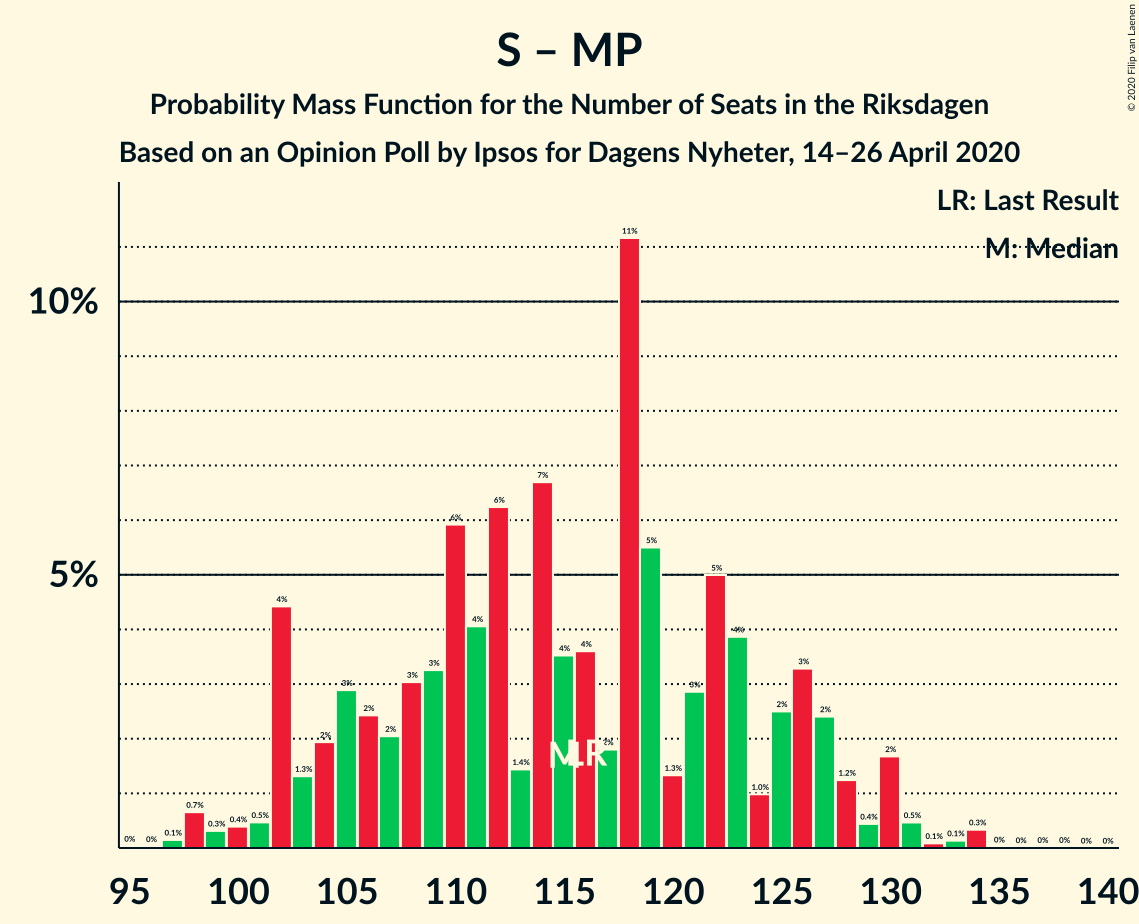 © 2020 Filip van Laenen
S – MP
Probability Mass Function for the Number of Seats in the Riksdagen
Based on an Opinion Poll by Ipsos for Dagens Nyheter, 14–26 April 2020
LR: Last Result
M: Median
10%
5%
0% 0% 0.1% 0.7% 0.3% 0.4% 0.5% 4% 1.3% 2% 3% 2% 2% 3% 3% 6% 4% 6% 1.4% 7% 4% 4% 2% 11% 5% 1.3% 3% 5% 4% 1.0% 2% 3% 2% 1.2% 0.4% 2% 0.5% 0.1% 0.1% 0.3% 0% 0% 0% 0% 0% 0%
M LR
95 100 105 110 115 120 125 130 135 140